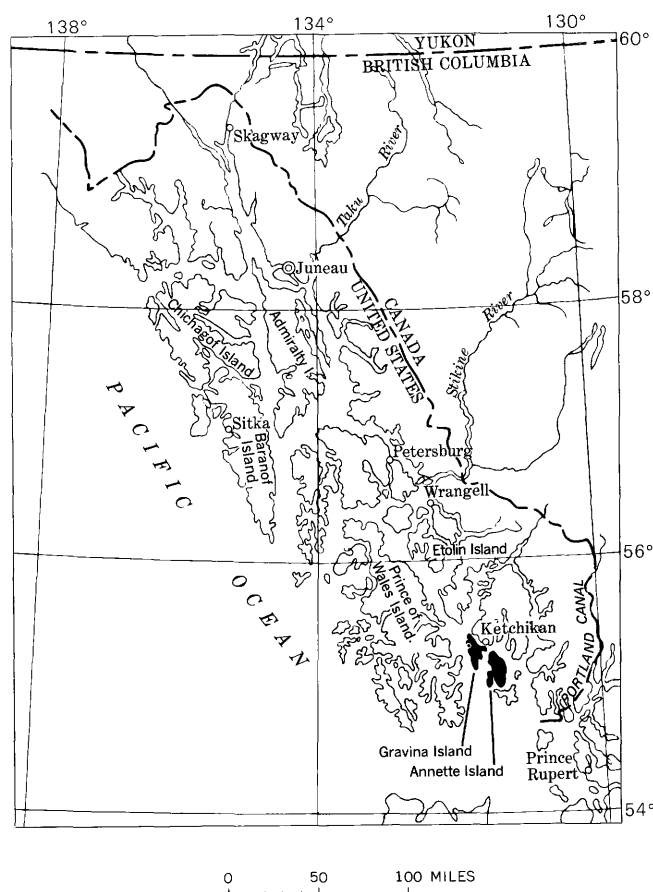 138°
134°
130°
60°
YUKON
BRITISH COLUMBIA
Skagway
River
Taku
Juneau
58°
CANADA
UNITED STATES
River
Stikine
Chichagof Island
Admiralty I.
PACIFIC
OCEAN
Sitka
Baranof
Island.
Petersburg
Wrangell
Etolin Island
56°
Prince of
Wales Island.
Ketchikan
PORTLAND CANAL
Gravina Island
Annette Island
Prince
Rupert
54°
0 50 100 MILES